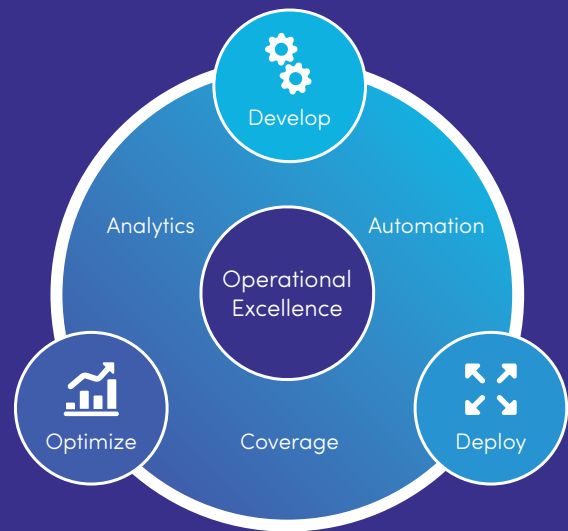 Develop
Analytics
Automation
Operational
Excellence
Optimize
Coverage
Deploy